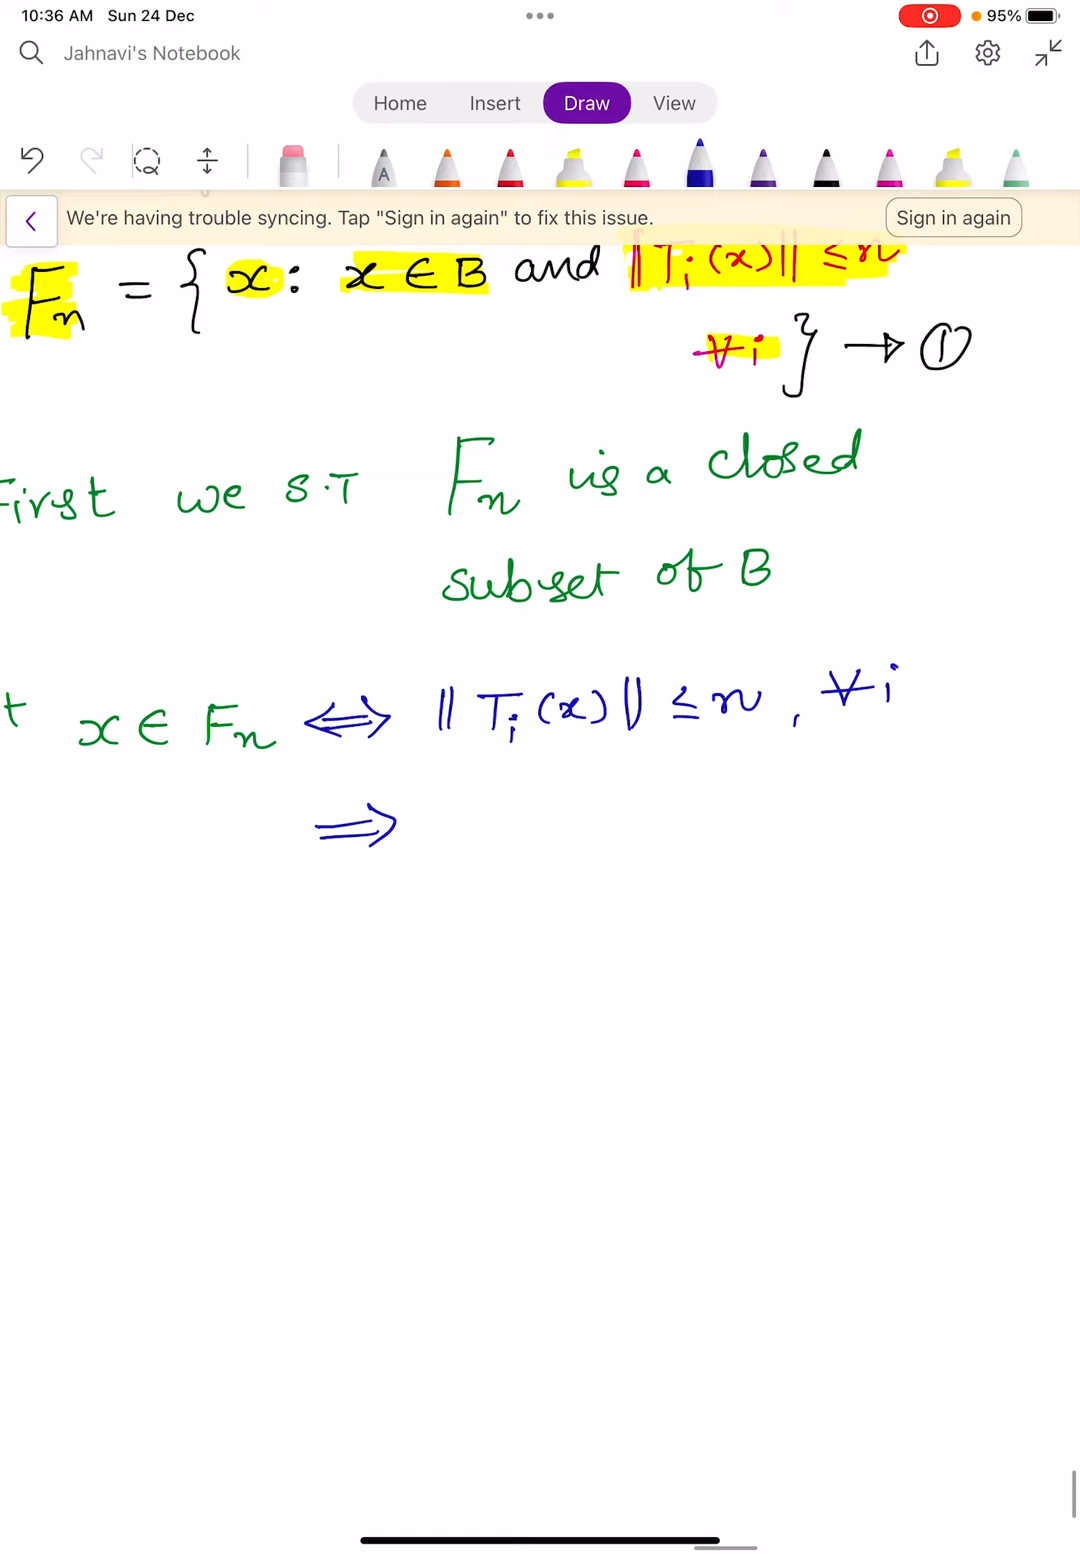 10:36 AM Sun 24 Dec
95%
Jahnavi's Notebook
Home Insert Draw View
A
We're having trouble syncing. Tap "Sign in again" to fix this issue.
Sign in again
Fₙ = { x : x ∈ B and ‖Tᵢ(x)‖ ≤ n
∀ i } → ①
First we S.T Fₙ is a closed
subset of B
t x ∈ Fₙ ⇔ ‖Tᵢ(x)‖ ≤ n , ∀ i
⇒